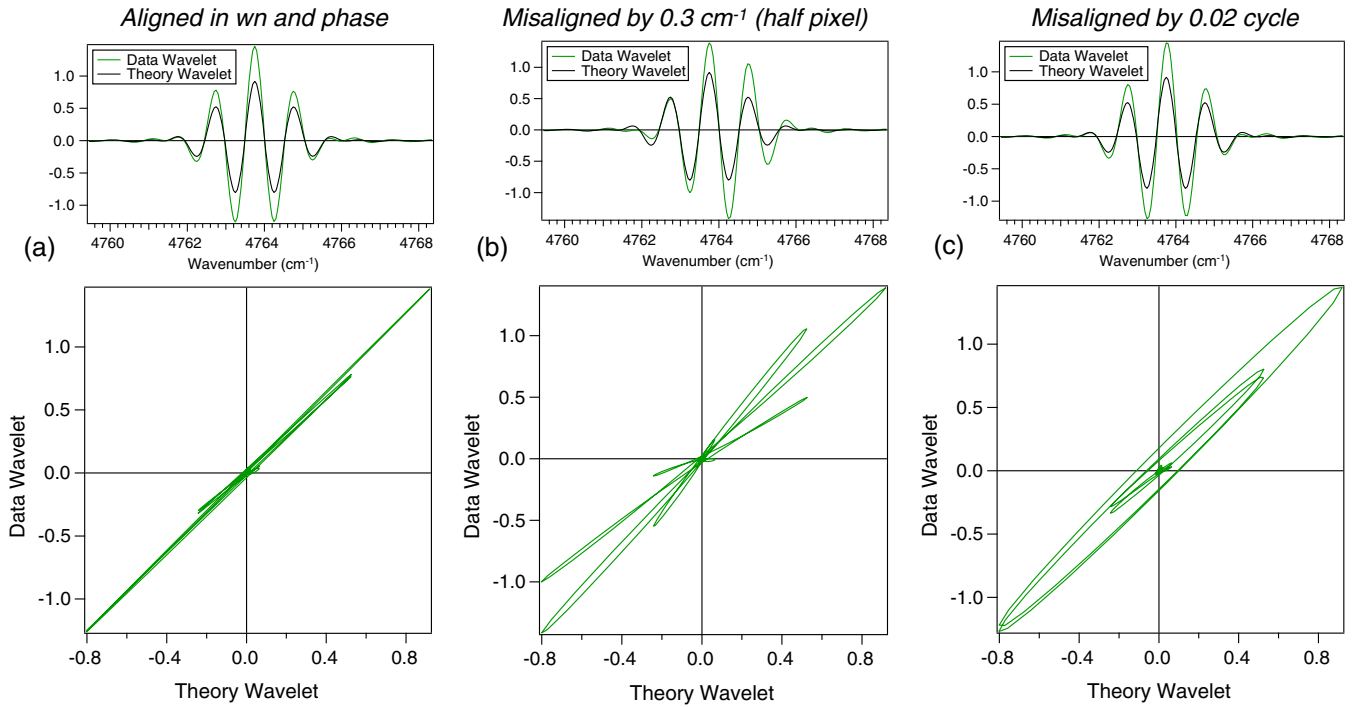 Aligned in wn and phase
Misaligned by 0.3 cm⁻¹ (half pixel)
Misaligned by 0.02 cycle
Data Wavelet
Theory Wavelet
1.0
0.5
0.0
-0.5
-1.0
4760 4762 4764 4766 4768
Wavenumber (cm⁻¹)
(a)
Data Wavelet
Theory Wavelet
1.0
0.5
0.0
-0.5
-1.0
4760 4762 4764 4766 4768
Wavenumber (cm⁻¹)
(b)
Data Wavelet
Theory Wavelet
1.0
0.5
0.0
-0.5
-1.0
4760 4762 4764 4766 4768
Wavenumber (cm⁻¹)
(c)
Data Wavelet
1.0
0.5
0.0
-0.5
-1.0
-0.8 -0.4 0.0 0.4 0.8
Theory Wavelet
Data Wavelet
1.0
0.5
0.0
-0.5
-1.0
-0.8 -0.4 0.0 0.4 0.8
Theory Wavelet
Data Wavelet
1.0
0.5
0.0
-0.5
-1.0
-0.8 -0.4 0.0 0.4 0.8
Theory Wavelet